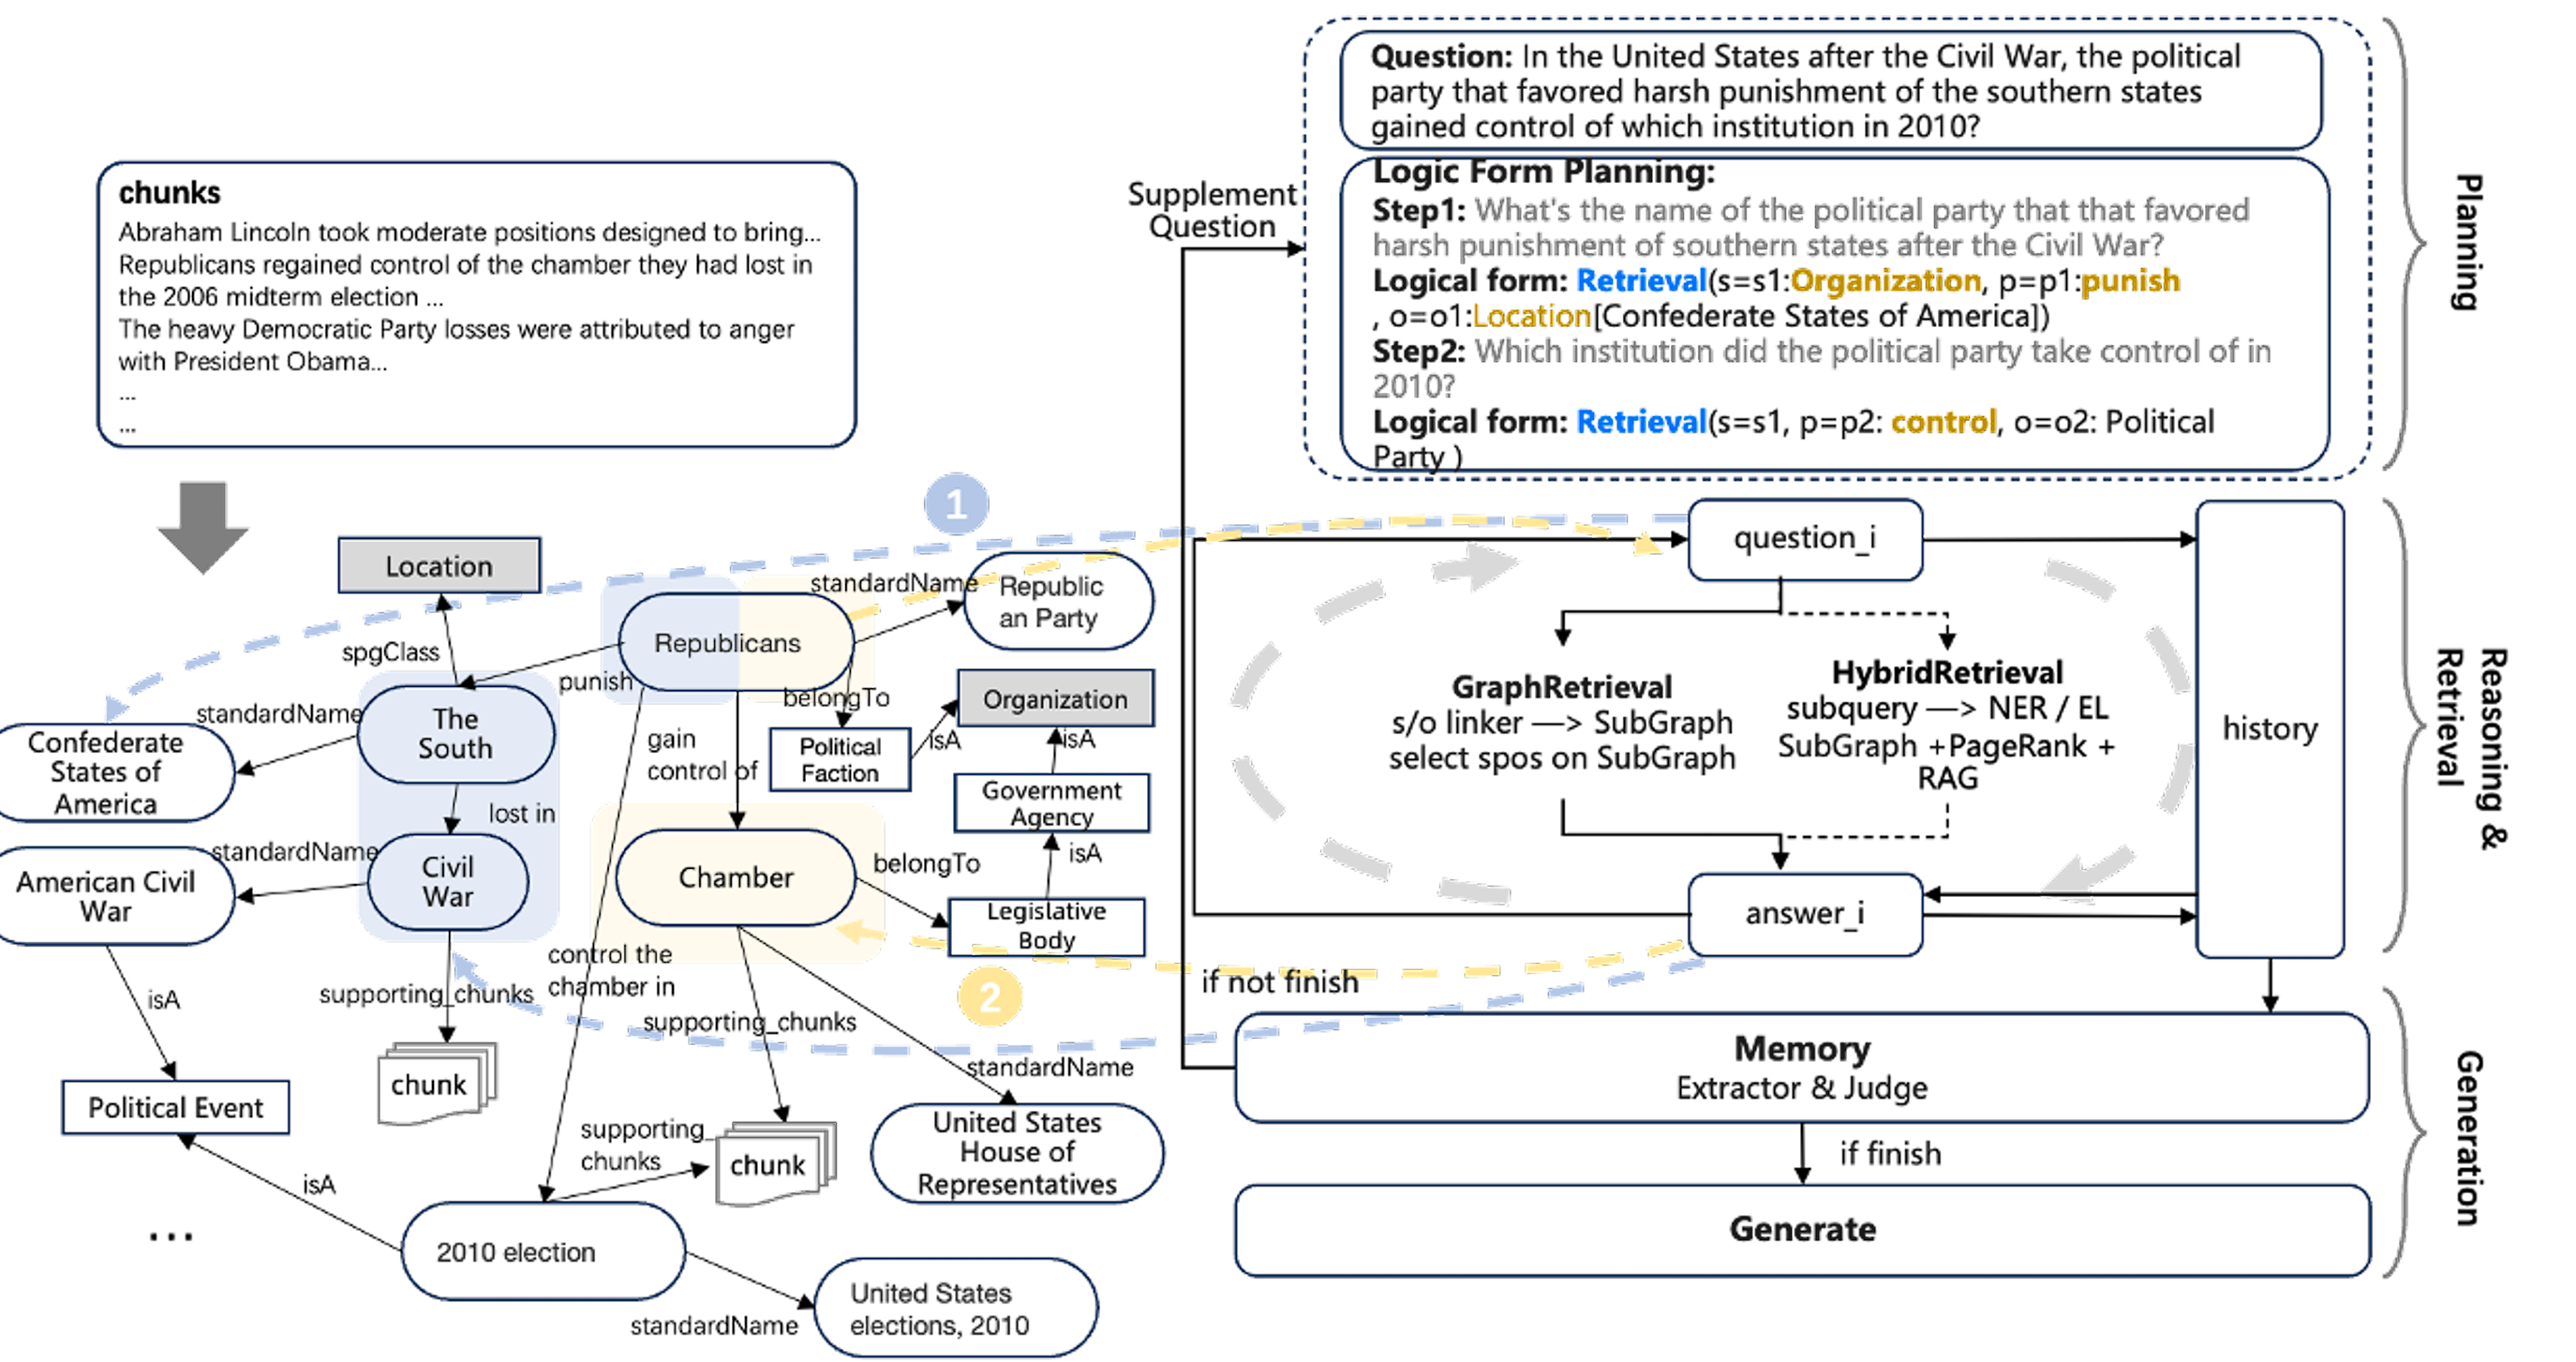 chunks
Abraham Lincoln took moderate positions designed to bring...
Republicans regained control of the chamber they had lost in
the 2006 midterm election ...
The heavy Democratic Party losses were attributed to anger
with President Obama...
...
...
Location
spgClass
standardName
Confederate
States of
America
The
South
punish
Republicans
standardName
Republic
an Party
belongTo
Political
Faction
isA
Organization
isA
Government
Agency
isA
Legislative
Body
belongTo
gain
control of
Chamber
lost in
Civil
War
standardName
American Civil
War
isA
Political Event
supporting_chunks
chunk
control the
chamber in
supporting_chunks
standardName
United States
House of
Representatives
supporting_
chunks
chunk
isA
...
2010 election
standardName
United States
elections, 2010
1
2
Supplement
Question
Question: In the United States after the Civil War, the political
party that favored harsh punishment of the southern states
gained control of which institution in 2010?
Logic Form Planning:
Step1: What's the name of the political party that that favored
harsh punishment of southern states after the Civil War?
Logical form: Retrieval(s=s1:Organization, p=p1:punish
, o=o1:Location[Confederate States of America])
Step2: Which institution did the political party take control of in
2010?
Logical form: Retrieval(s=s1, p=p2: control, o=o2: Political
Party )
Planning
question_i
GraphRetrieval
s/o linker —> SubGraph
select spos on SubGraph
HybridRetrieval
subquery —> NER / EL
SubGraph +PageRank +
RAG
answer_i
history
Reasoning &
Retrieval
if not finish
Memory
Extractor & Judge
if finish
Generate
Generation